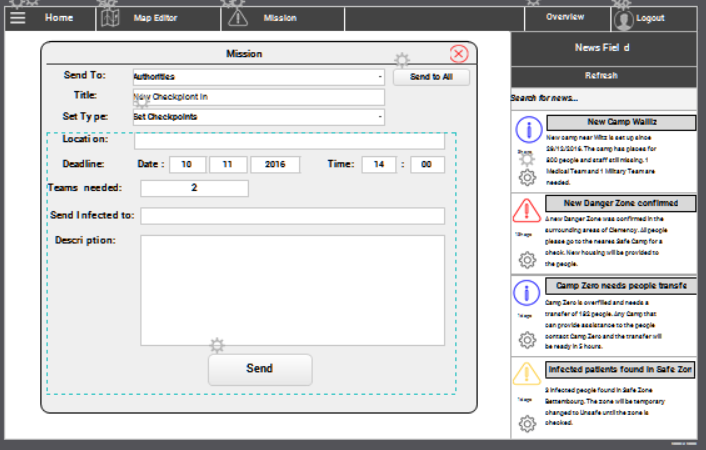 Home
Map Editor
Mission
Overview
Logout
Mission
Send To:
Authorities
Send to All
Title:
New Checkpiont in
Set Type:
Set Checkpoints
Location:
Deadline:
Date :
10
11
2016
Time:
14
:
00
Teams needed:
2
Send Infected to:
Description:
Send
News Field
Refresh
Search for news...
New Camp Walliz
New camp near Wiltz is set up since
26/12/2016. The camp has places for
500 people and staff still missing. 1
Medical Team and 1 Military Team are
needed.
New Danger Zone confirmed
A new Danger Zone was confirmed in the
surrounding areas of Clemency. All people
please go to the neares Safe Camp for a
check. New housing will be provided to
the people.
Camp Zero needs people transfe
Camp Zero is overfilled and needs a
transfer of 152 people. Any Camp that
can provide assistance to the people
contact Camp Zero and the transfer will
be ready in 5 hours.
Infected patients found in Safe Zon
3 Infected people found in Safe Zone
Bettembourg. The zone will be temporary
changed to Unsafe until the zone is
checked.